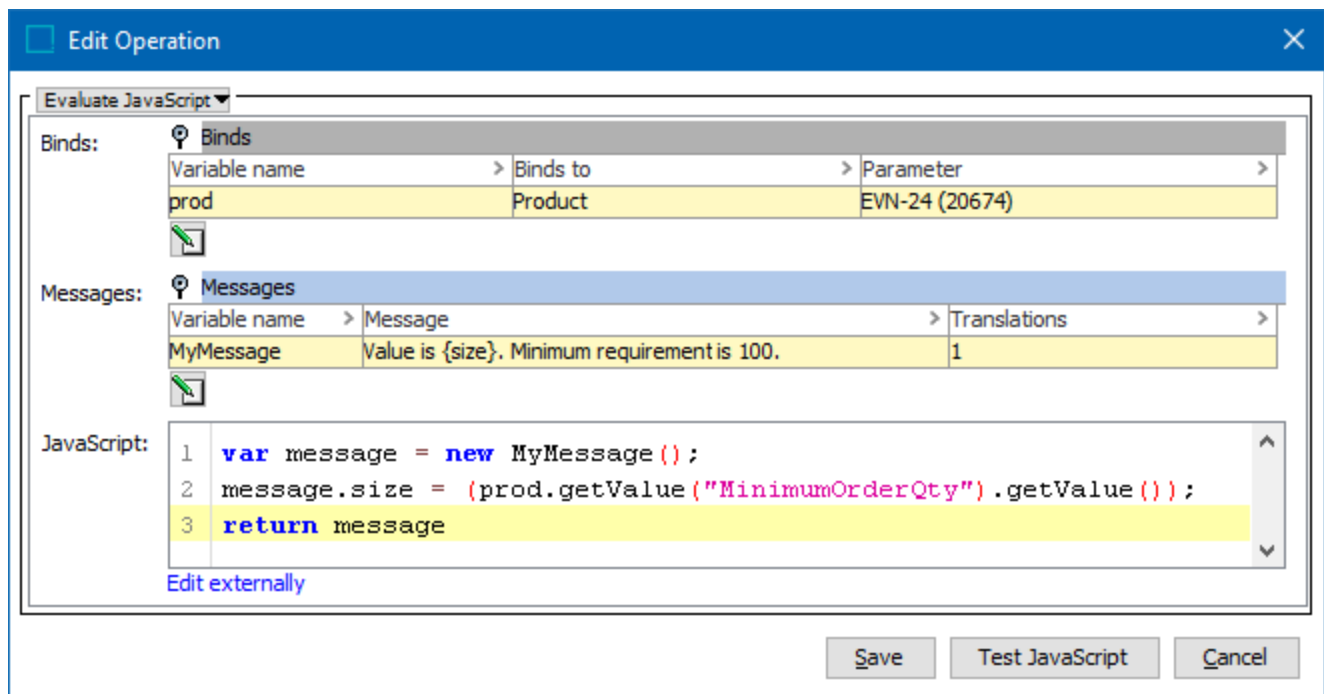 Edit Operation
Evaluate JavaScript
Binds:
Binds
Variable name > Binds to > Parameter >
prod Product EVN-24 (20674)
Messages:
Messages
Variable name > Message > Translations >
MyMessage Value is {size}. Minimum requirement is 100. 1
JavaScript:
1 var message = new MyMessage();
2 message.size = (prod.getValue("MinimumOrderQty").getValue());
3 return message
Edit externally
Save Test JavaScript Cancel